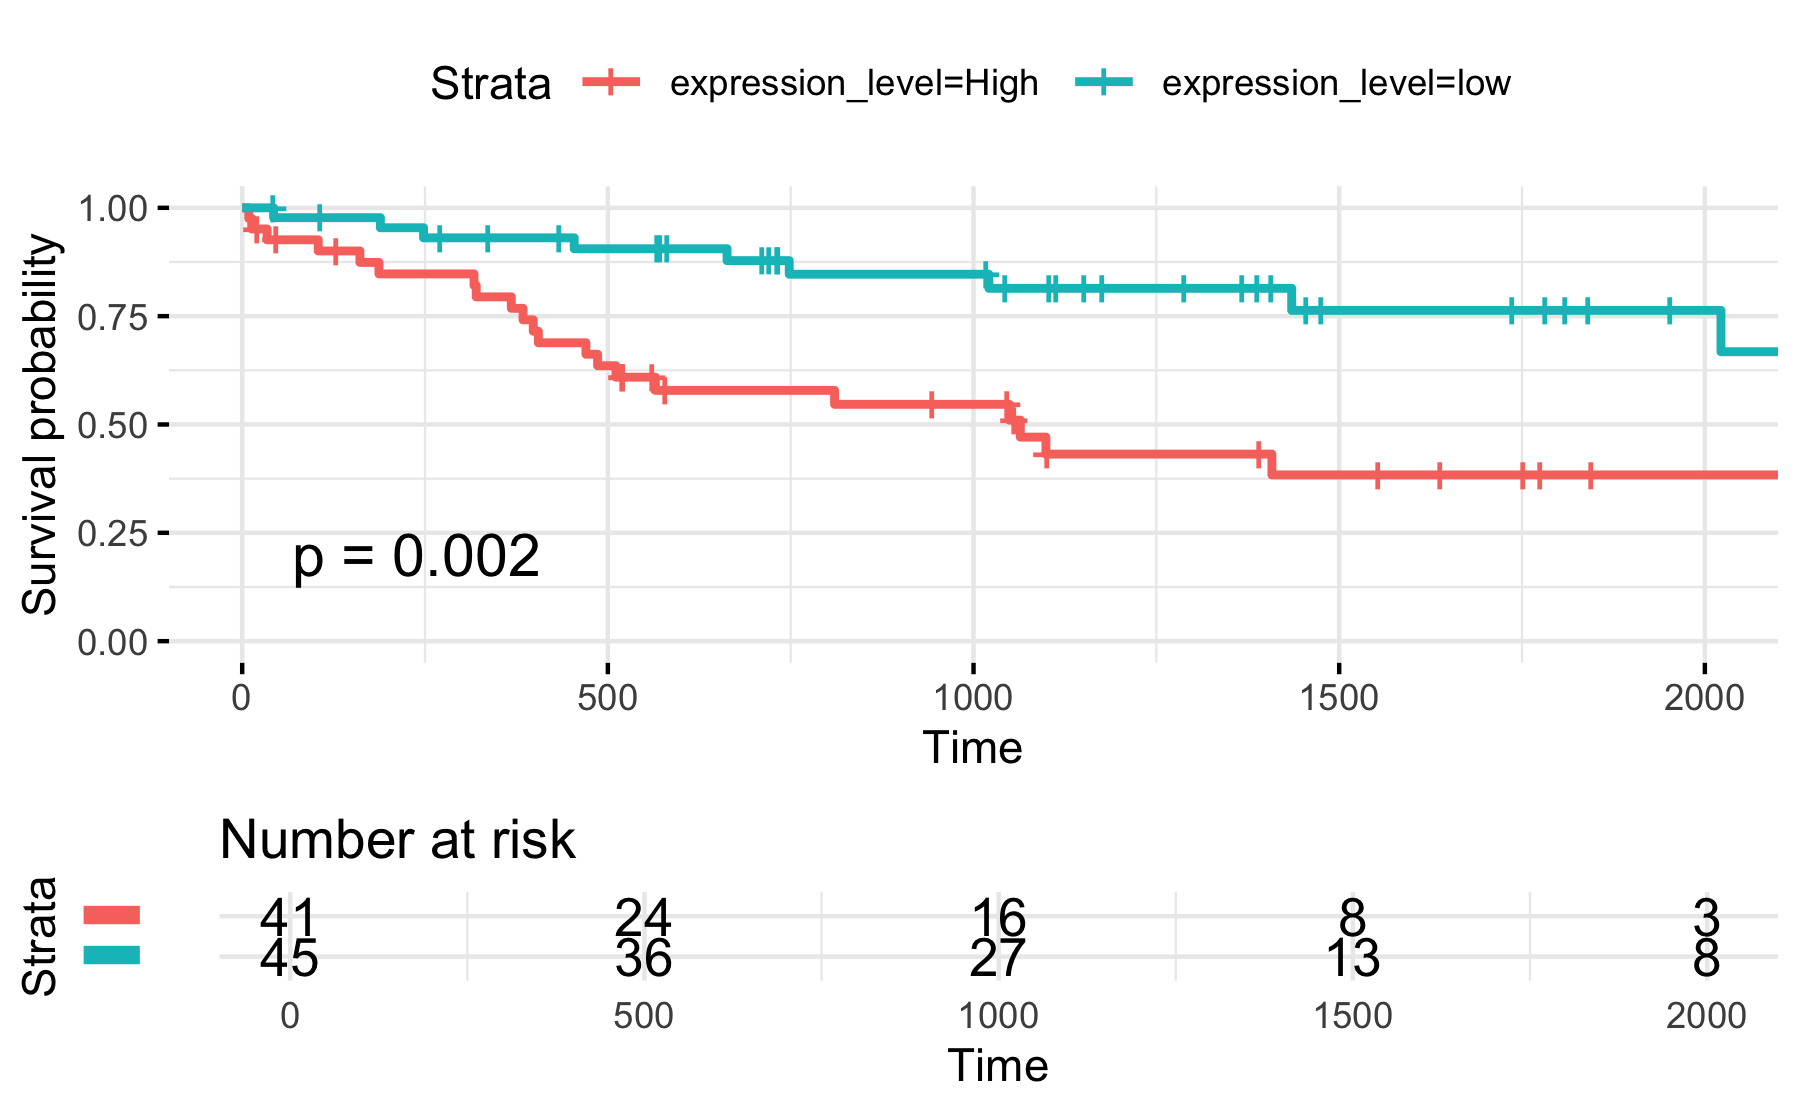 Strata expression_level=High expression_level=low
Survival probability
1.00
0.75
0.50
0.25
0.00
p = 0.002
0 500 1000 1500 2000
Time
Number at risk
Strata
41 24 16 8 3
45 36 27 13 8
0 500 1000 1500 2000
Time